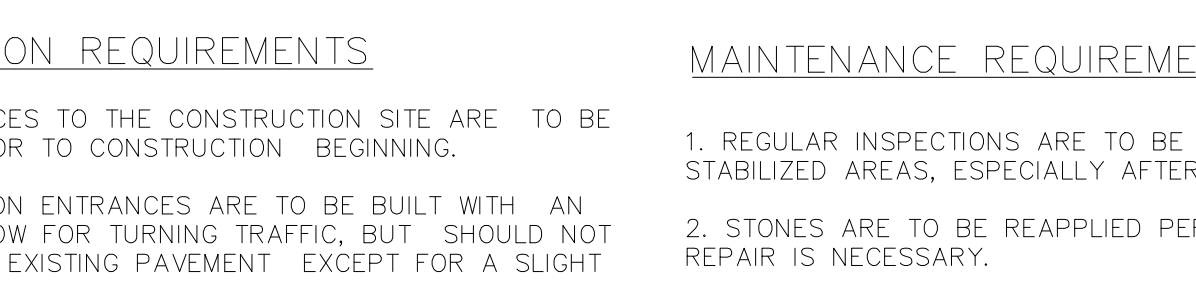 ON REQUIREMENTS
CES TO THE CONSTRUCTION SITE ARE TO BE
OR TO CONSTRUCTION BEGINNING.
ON ENTRANCES ARE TO BE BUILT WITH AN
OW FOR TURNING TRAFFIC, BUT SHOULD NOT
EXISTING PAVEMENT EXCEPT FOR A SLIGHT
MAINTENANCE REQUIREME
1. REGULAR INSPECTIONS ARE TO BE
STABILIZED AREAS, ESPECIALLY AFTER
2. STONES ARE TO BE REAPPLIED PER
REPAIR IS NECESSARY.